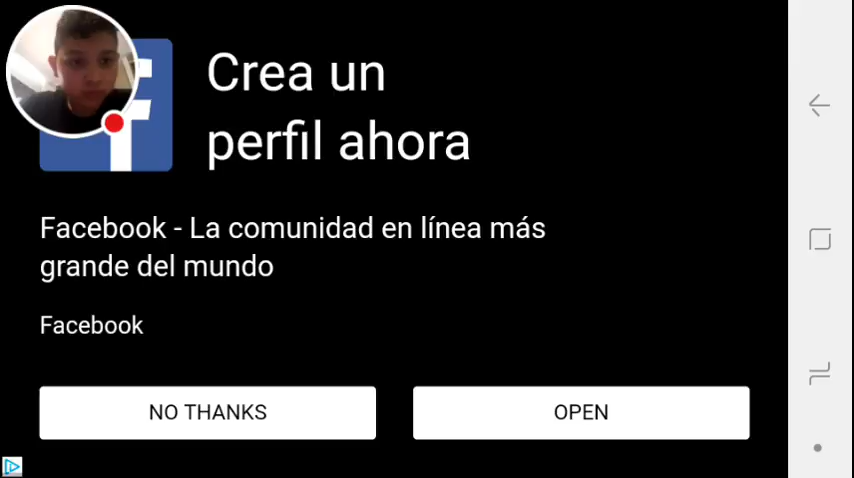 Crea un
perfil ahora
Facebook - La comunidad en línea más
grande del mundo
Facebook
NO THANKS
OPEN